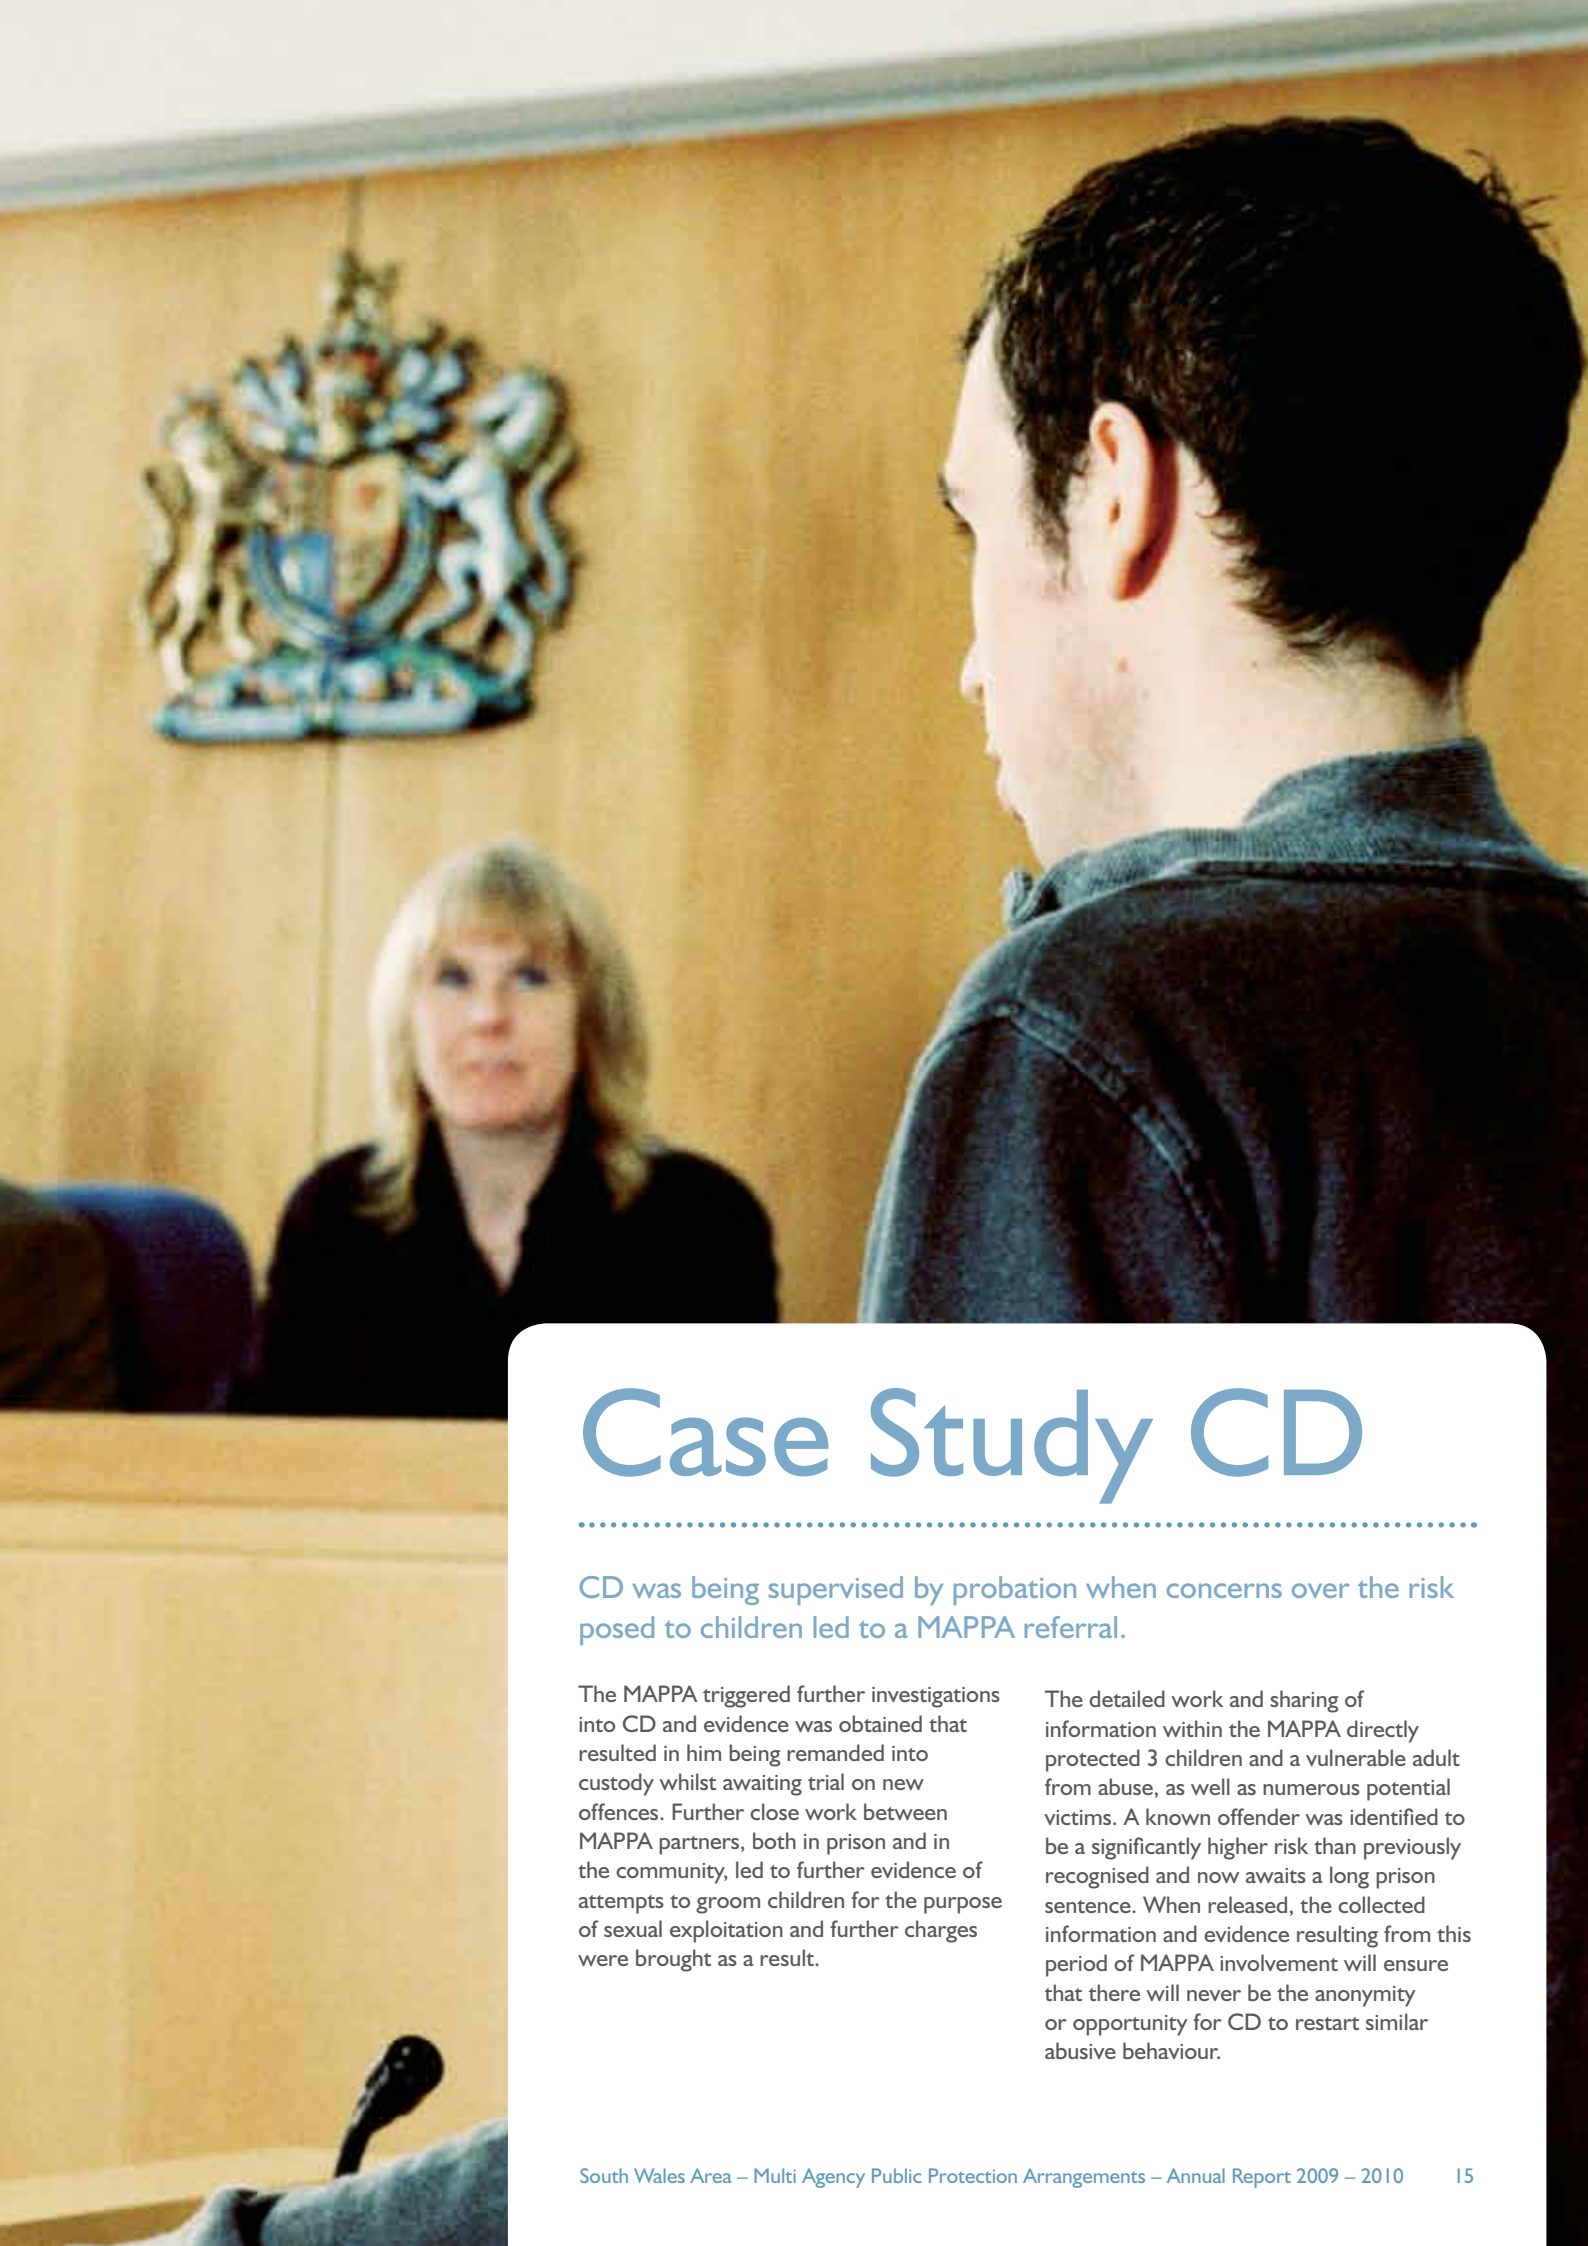 Case Study CD
CD was being supervised by probation when concerns over the risk
posed to children led to a MAPPA referral.
The MAPPA triggered further investigations
into CD and evidence was obtained that
resulted in him being remanded into
custody whilst awaiting trial on new
offences. Further close work between
MAPPA partners, both in prison and in
the community, led to further evidence of
attempts to groom children for the purpose
of sexual exploitation and further charges
were brought as a result.
The detailed work and sharing of
information within the MAPPA directly
protected 3 children and a vulnerable adult
from abuse, as well as numerous potential
victims. A known offender was identified to
be a significantly higher risk than previously
recognised and now awaits a long prison
sentence. When released, the collected
information and evidence resulting from this
period of MAPPA involvement will ensure
that there will never be the anonymity
or opportunity for CD to restart similar
abusive behaviour.
South Wales Area – Multi Agency Public Protection Arrangements – Annual Report 2009 – 2010 15